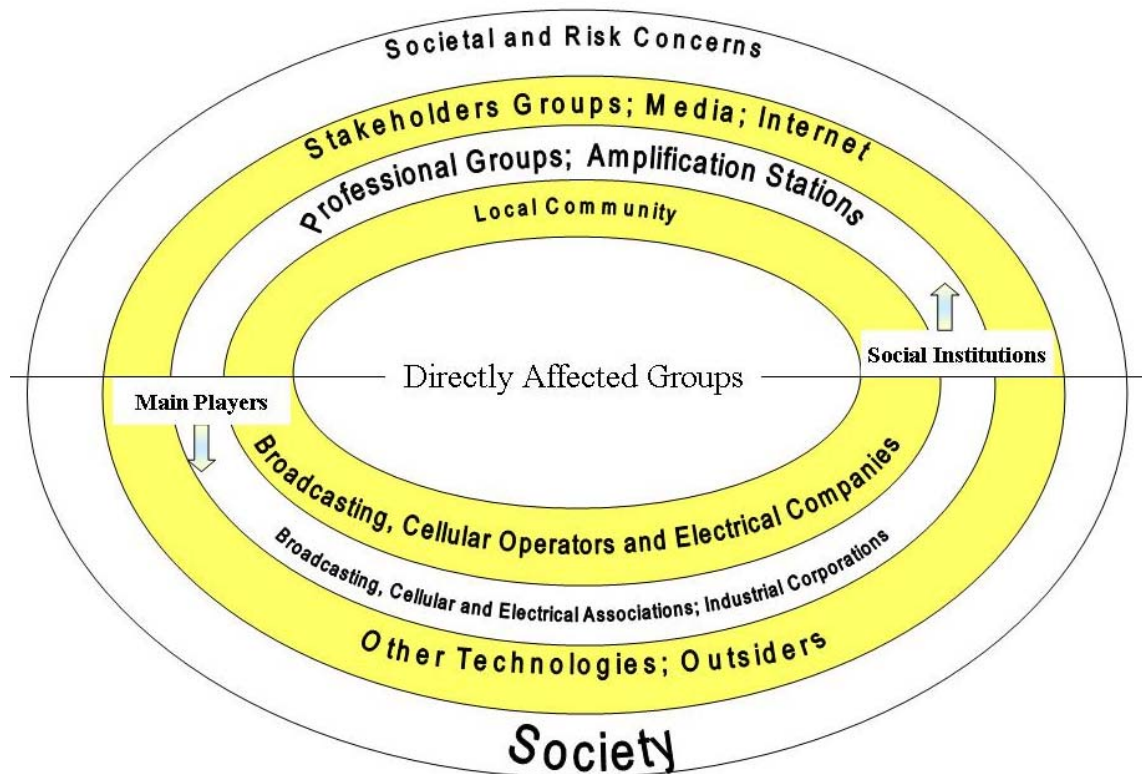 Societal and Risk Concerns
Stakeholders Groups; Media; Internet
Professional Groups; Amplification Stations
Local Community
Social Institutions
Directly Affected Groups
Main Players
Broadcasting, Cellular Operators and Electrical Companies
Broadcasting, Cellular and Electrical Associations; Industrial Corporations
Other Technologies; Outsiders
Society